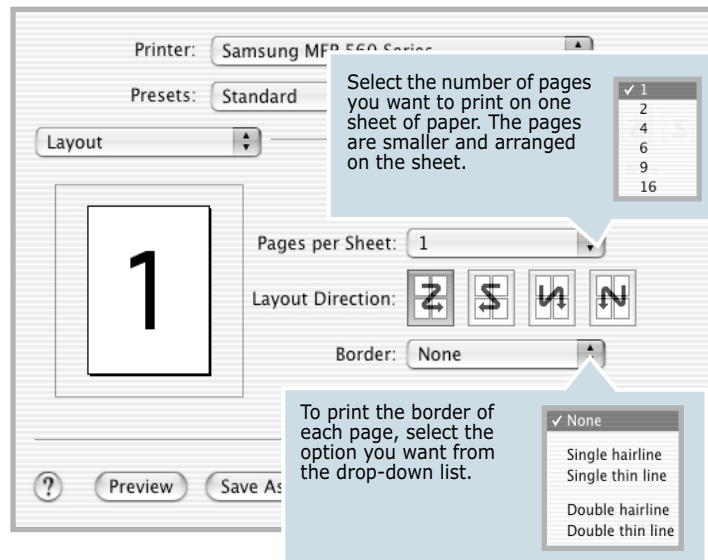 Printer: Samsung MFP 560 Series
Presets: Standard
Select the number of pages
you want to print on one
sheet of paper. The pages
are smaller and arranged
on the sheet.
✓ 1
2
4
6
9
16
Layout
1
Pages per Sheet: 1
Layout Direction:
Border: None
To print the border of
each page, select the
option you want from
the drop-down list.
✓ None
Single hairline
Single thin line
Double hairline
Double thin line
? Preview Save As